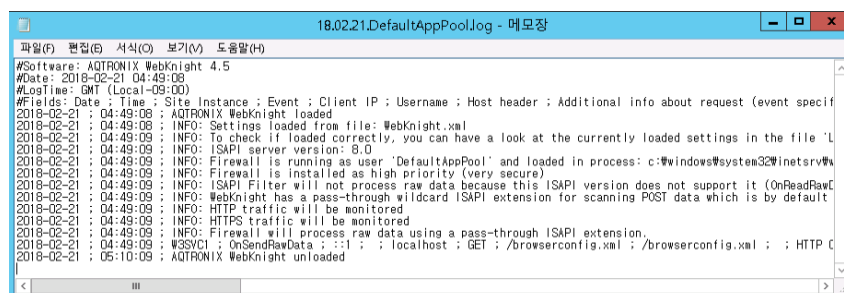 18.02.21.DefaultAppPool.log - 메모장
파일(F) 편집(E) 서식(O) 보기(V) 도움말(H)
#Software: AQTRONIX WebKnight 4.5
#Date: 2018-02-21 04:49:08
#LogTime: GMT (Local-09:00)
#Fields: Date ; Time ; Site Instance ; Event ; Client IP ; Username ; Host header ; Additional info about request (event specif
2018-02-21 ; 04:49:08 ; AQTRONIX WebKnight loaded
2018-02-21 ; 04:49:08 ; INFO: Settings loaded from file: WebKnight.xml
2018-02-21 ; 04:49:09 ; INFO: To check if loaded correctly, you can have a look at the currently loaded settings in the file 'L
2018-02-21 ; 04:49:09 ; INFO: ISAPI server version: 8.0
2018-02-21 ; 04:49:09 ; INFO: Firewall is running as user 'DefaultAppPool' and loaded in process: c:₩windows₩system32₩inetsrv₩w
2018-02-21 ; 04:49:09 ; INFO: Firewall is installed as high priority (very secure)
2018-02-21 ; 04:49:09 ; INFO: ISAPI Filter will not process raw data because this ISAPI version does not support it (OnReadRawD
2018-02-21 ; 04:49:09 ; INFO: WebKnight has a pass-through wildcard ISAPI extension for scanning POST data which is by default
2018-02-21 ; 04:49:09 ; INFO: HTTP traffic will be monitored
2018-02-21 ; 04:49:09 ; INFO: HTTPS traffic will be monitored
2018-02-21 ; 04:49:09 ; INFO: Firewall will process raw data using a pass-through ISAPI extension.
2018-02-21 ; 04:49:09 ; W3SVC1 ; OnSendRawData ; ::1 ; ; localhost ; GET ; /browserconfig.xml ; /browserconfig.xml ; ; HTTP C
2018-02-21 ; 05:10:09 ; AQTRONIX WebKnight unloaded